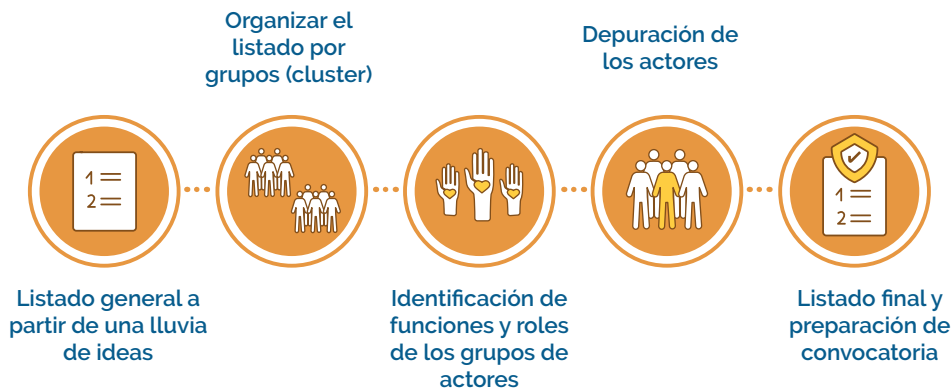 Organizar el
listado por
grupos (cluster)
Depuración de
los actores
1
2
1
2
Listado general a
partir de una lluvia
de ideas
Identificación de
funciones y roles
de los grupos de
actores
Listado final y
preparación de
convocatoria